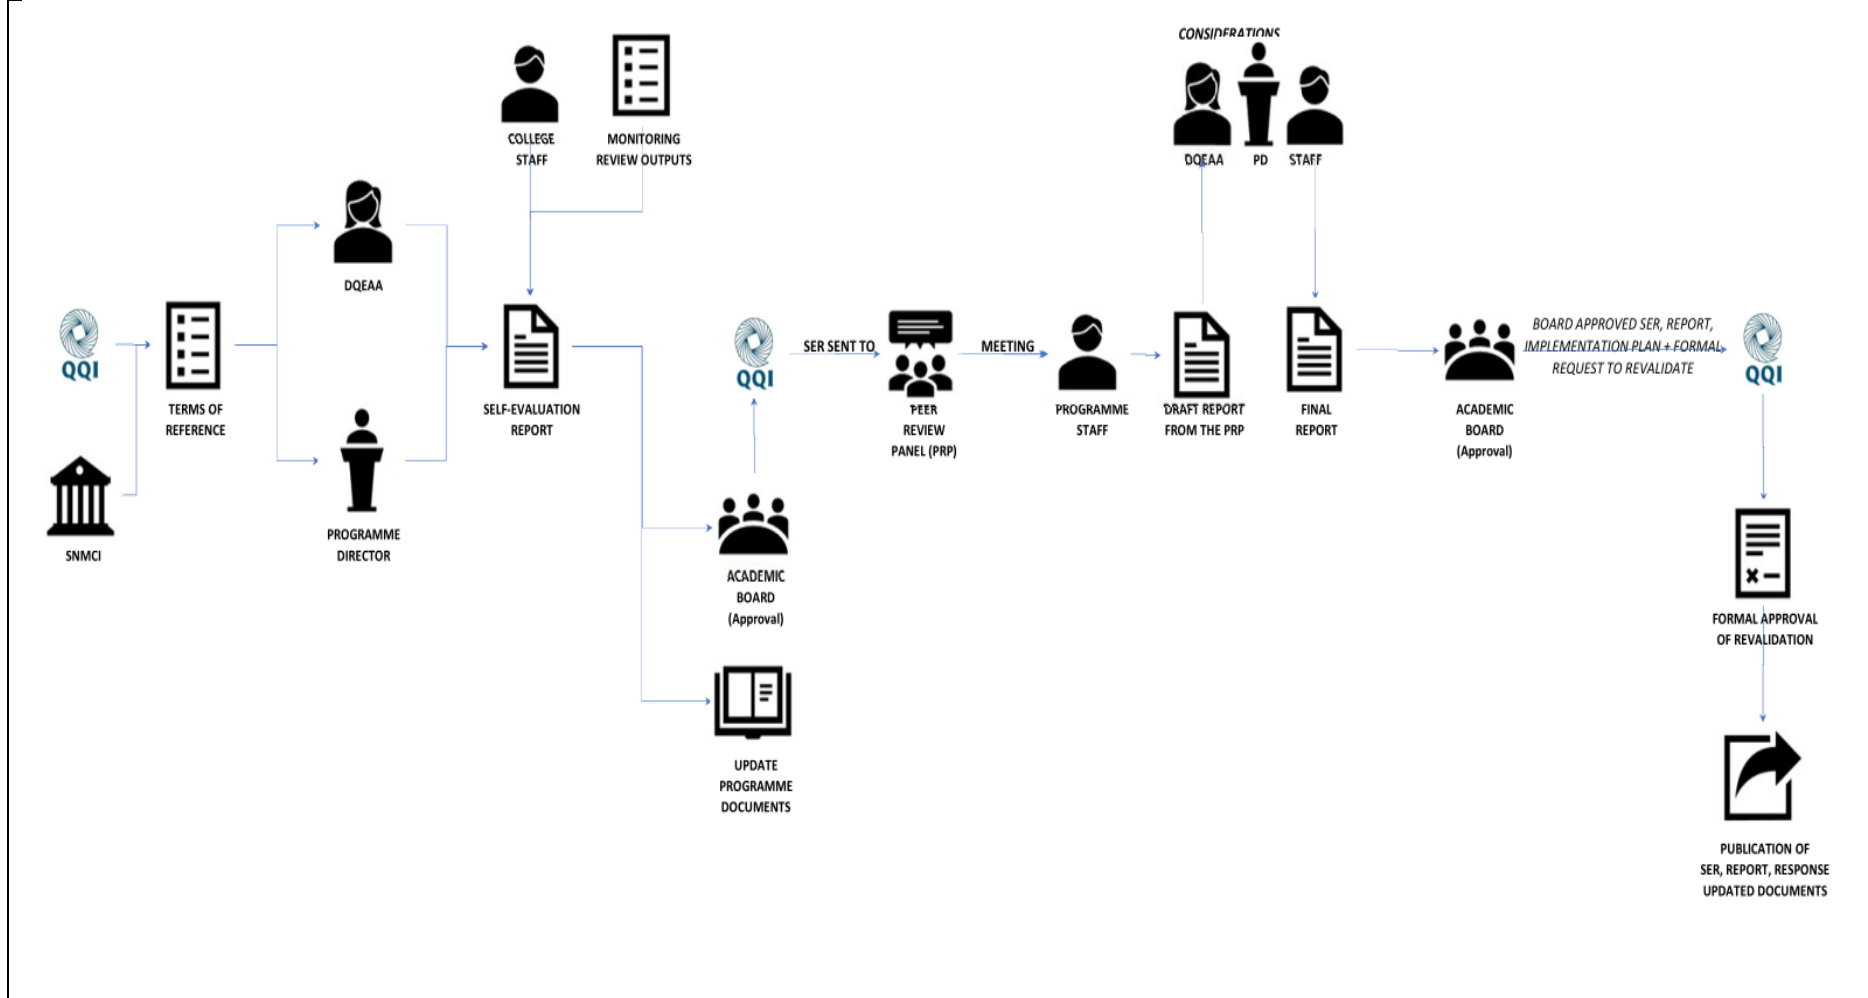 CONSIDERATIONS
COLLEGE
STAFF
MONITORING
REVIEW OUTPUTS
DQEAA
PD
STAFF
DQEAA
QQI
TERMS OF
REFERENCE
SNMCI
PROGRAMME
DIRECTOR
SELF-EVALUATION
REPORT
QQI
ACADEMIC
BOARD
(Approval)
UPDATE
PROGRAMME
DOCUMENTS
SER SENT TO
PEER
REVIEW
PANEL (PRP)
MEETING
PROGRAMME
STAFF
DRAFT REPORT
FROM THE PRP
FINAL
REPORT
ACADEMIC
BOARD
(Approval)
BOARD APPROVED SER, REPORT,
IMPLEMENTATION PLAN + FORMAL
REQUEST TO REVALIDATE
QQI
FORMAL APPROVAL
OF REVALIDATION
PUBLICATION OF
SER, REPORT, RESPONSE
UPDATED DOCUMENTS